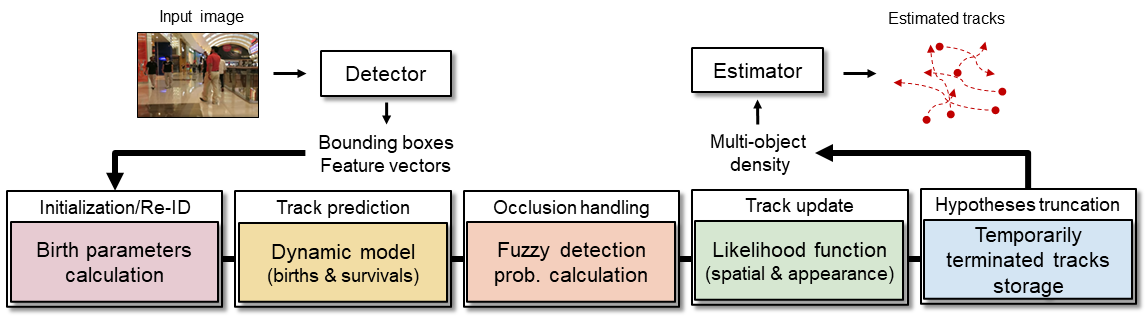 Input image
Detector
Bounding boxes
Feature vectors
Estimator
Estimated tracks
Multi-object
density
Initialization/Re-ID
Birth parameters
calculation
Track prediction
Dynamic model
(births & survivals)
Occlusion handling
Fuzzy detection
prob. calculation
Track update
Likelihood function
(spatial & appearance)
Hypotheses truncation
Temporarily
terminated tracks
storage